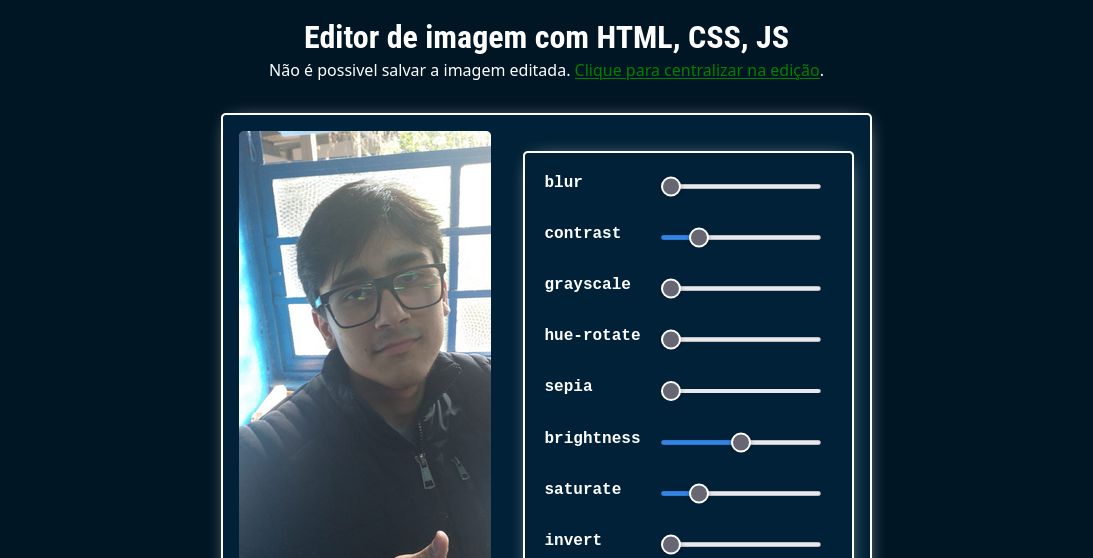 Editor de imagem com HTML, CSS, JS
Não é possivel salvar a imagem editada. Clique para centralizar na edição.
blur
contrast
grayscale
hue-rotate
sepia
brightness
saturate
invert